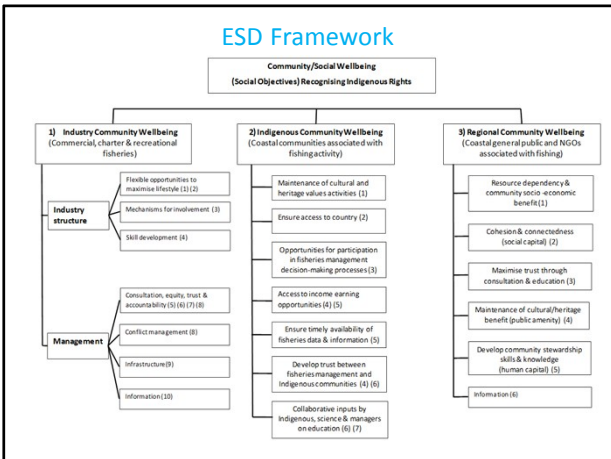 ESD Framework
Community/Social Wellbeing
(Social Objectives) Recognising Indigenous Rights
1) Industry Community Wellbeing
(Commercial, charter & recreational
fisheries)
Industry
structure
Flexible opportunities to
maximise lifestyle (1) (2)
Mechanisms for involvement (3)
Skill development (4)
Management
Consultation, equity, trust &
accountability (5) (6) (7) (8)
Conflict management (8)
Infrastructure (9)
Information (10)
2) Indigenous Community Wellbeing
(Coastal communities associated with
fishing activity)
Maintenance of cultural and
heritage values activities (1)
Ensure access to country (2)
Opportunities for participation
in fisheries management
decision-making processes (3)
Access to income earning
opportunities (4) (5)
Ensure timely availability of
fisheries data & information (5)
Develop trust between
fisheries management and
Indigenous communities (4) (6)
Collaborative inputs by
Indigenous, science & managers
on education (6) (7)
3) Regional Community Wellbeing
(Coastal general public and NGOs
associated with fishing)
Resource dependency &
community socio-economic
benefit (1)
Cohesion & connectedness
(social capital) (2)
Maximise trust through
consultation & education (3)
Maintenance of cultural/heritage
benefit (public amenity) (4)
Develop community stewardship
skills & knowledge
(human capital) (5)
Information (6)